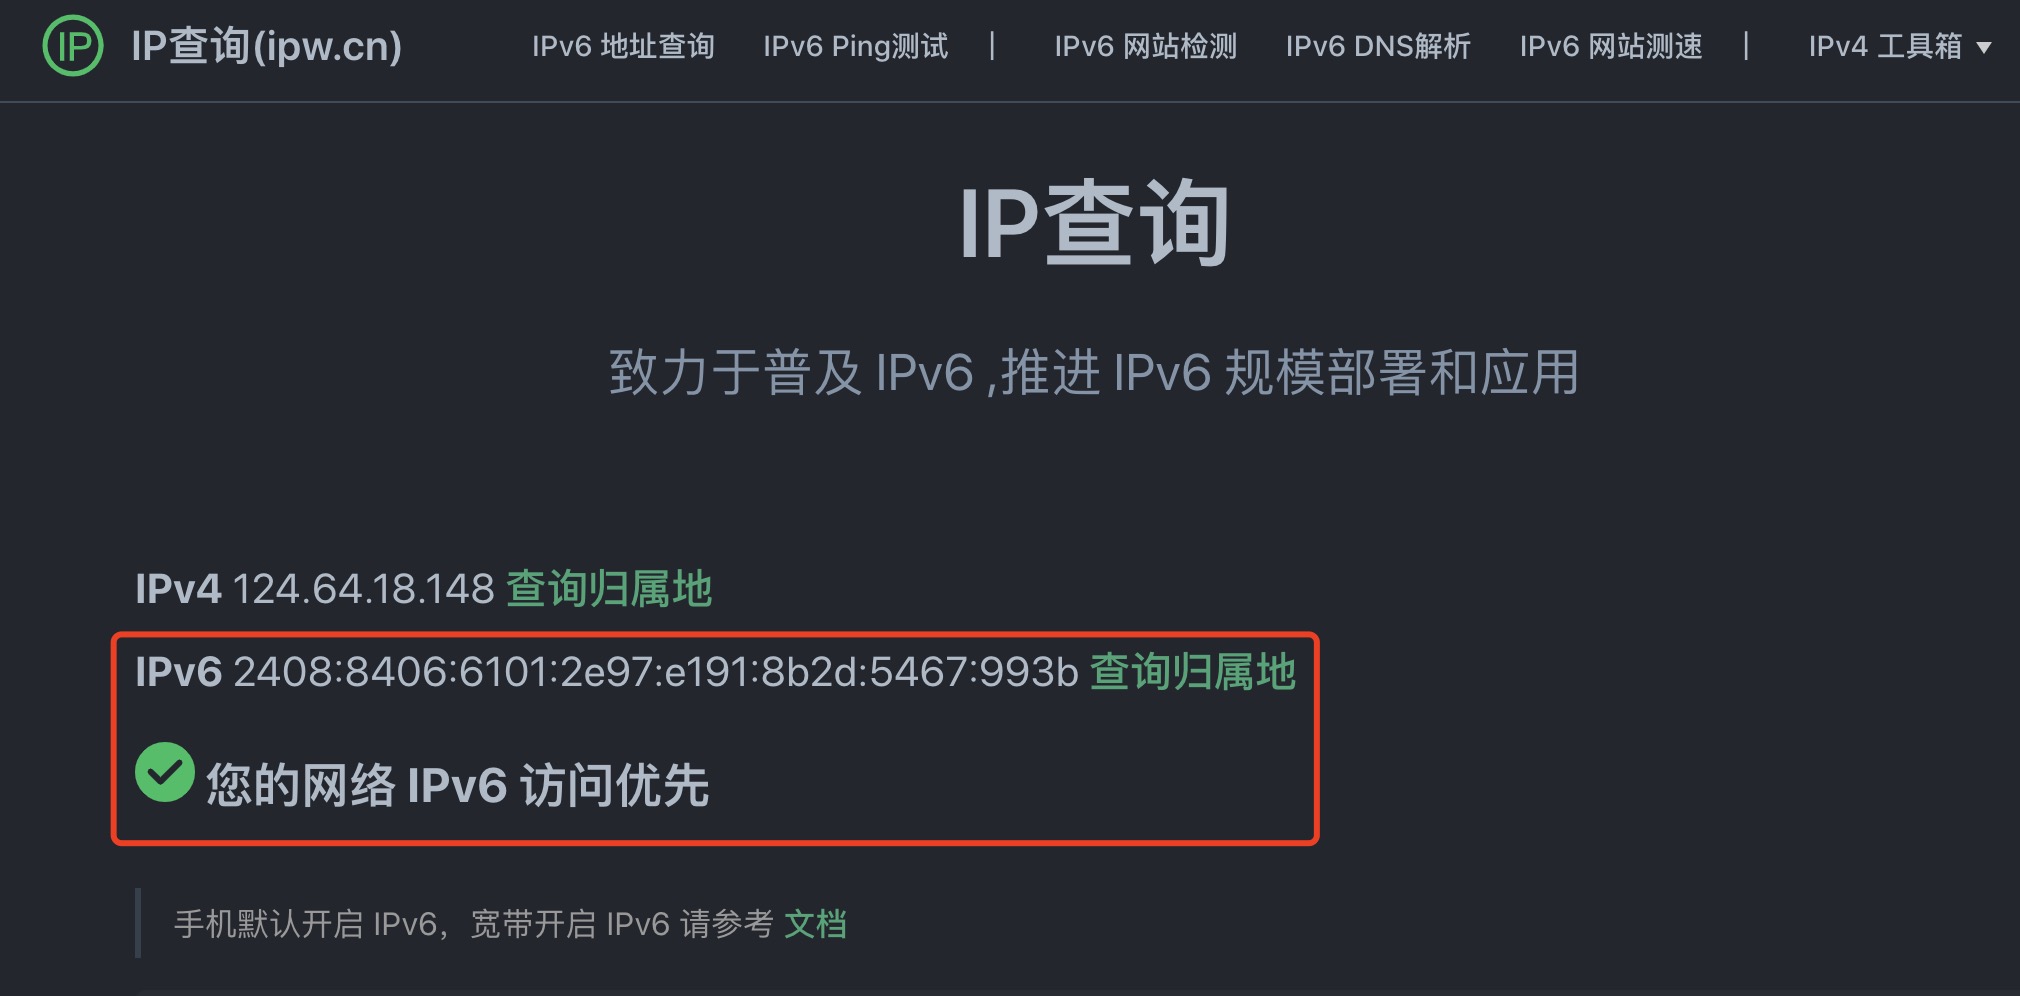 IP IP查询(ipw.cn) IPv6 地址查询 IPv6 Ping测试 | IPv6 网站检测 IPv6 DNS解析 IPv6 网站测速 | IPv4 工具箱 ▼
IP查询
致力于普及 IPv6 ,推进 IPv6 规模部署和应用
IPv4 124.64.18.148 查询归属地
IPv6 2408:8406:6101:2e97:e191:8b2d:5467:993b 查询归属地
您的网络 IPv6 访问优先
手机默认开启 IPv6，宽带开启 IPv6 请参考 文档